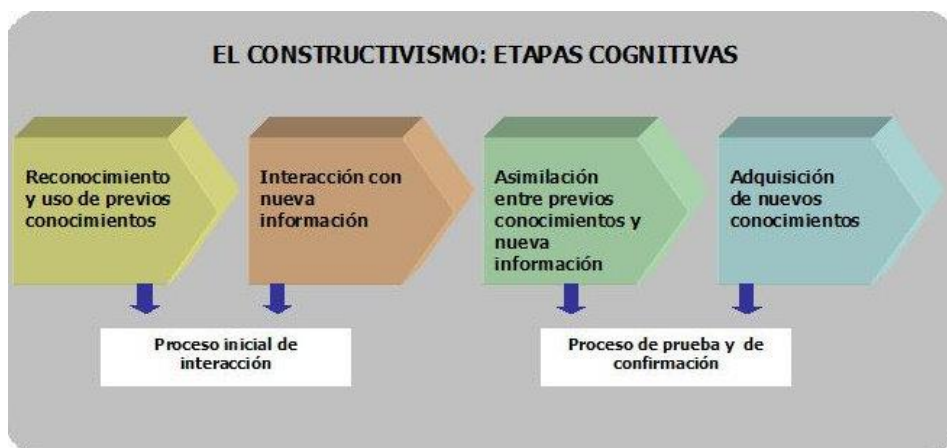 EL CONSTRUCTIVISMO: ETAPAS COGNITIVAS
Reconocimiento
y uso de previos
conocimientos
Interacción con
nueva
información
Asimilación
entre previos
conocimientos y
nueva
información
Adquisición
de nuevos
conocimientos
Proceso inicial de
interacción
Proceso de prueba y de
confirmación